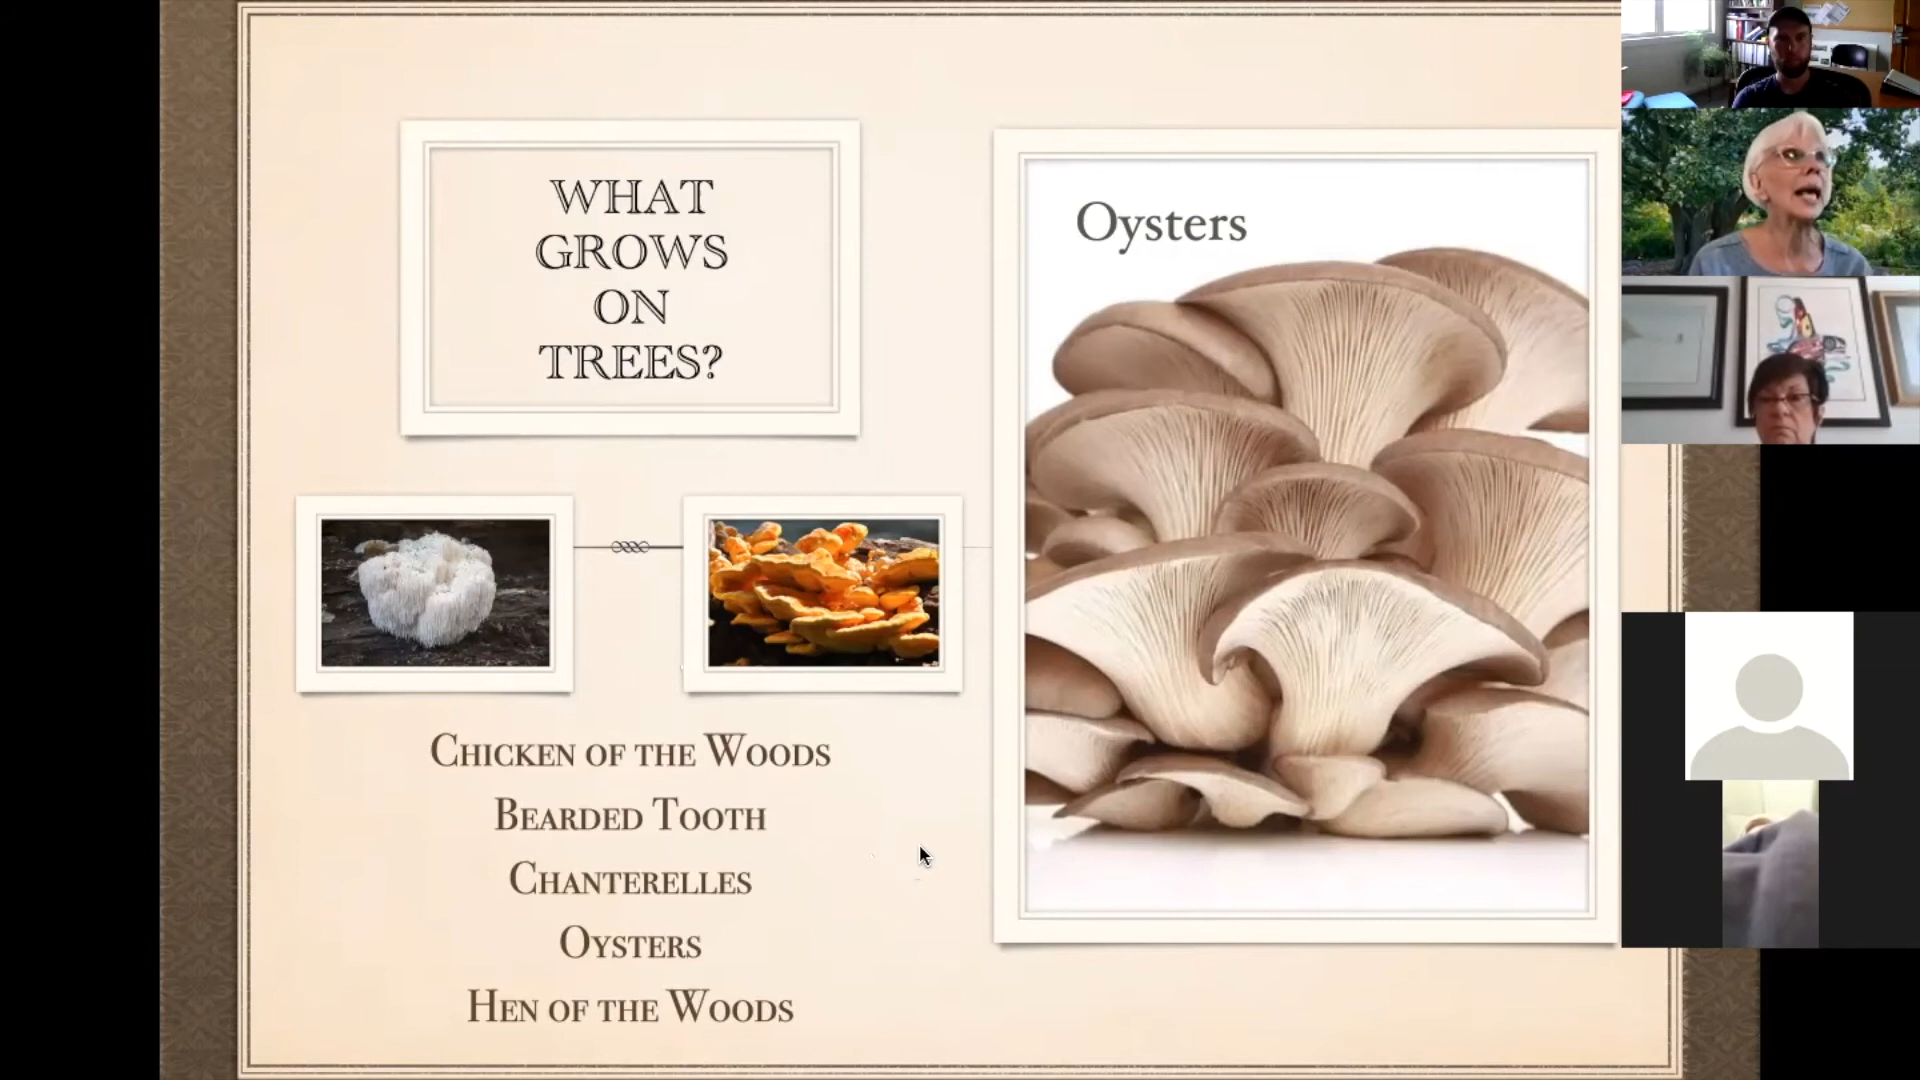 WHAT
GROWS
ON
TREES?
Oysters
Chicken of the Woods
Bearded Tooth
Chanterelles
Oysters
Hen of the Woods